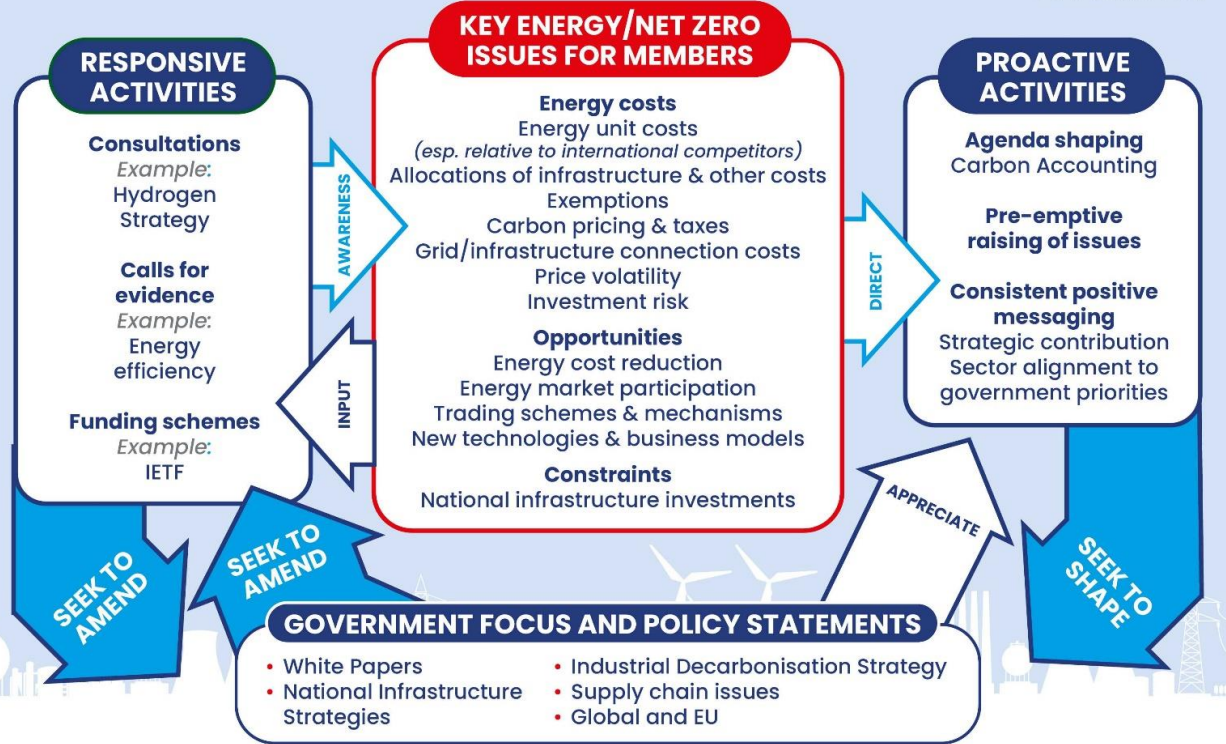 RESPONSIVE
ACTIVITIES
Consultations
Example:
Hydrogen
Strategy
Calls for
evidence
Example:
Energy
efficiency
Funding schemes
Example:
IETF
AWARENESS
INPUT
KEY ENERGY/NET ZERO
ISSUES FOR MEMBERS
Energy costs
Energy unit costs
(esp. relative to international competitors)
Allocations of infrastructure & other costs
Exemptions
Carbon pricing & taxes
Grid/infrastructure connection costs
Price volatility
Investment risk
Opportunities
Energy cost reduction
Energy market participation
Trading schemes & mechanisms
New technologies & business models
Constraints
National infrastructure investments
DIRECT
PROACTIVE
ACTIVITIES
Agenda shaping
Carbon Accounting
Pre-emptive
raising of issues
Consistent positive
messaging
Strategic contribution
Sector alignment to
government priorities
SEEK TO
AMEND
SEEK TO
AMEND
APPRECIATE
SEEK TO
SHAPE
GOVERNMENT FOCUS AND POLICY STATEMENTS
• White Papers
• National Infrastructure
Strategies
• Industrial Decarbonisation Strategy
• Supply chain issues
• Global and EU